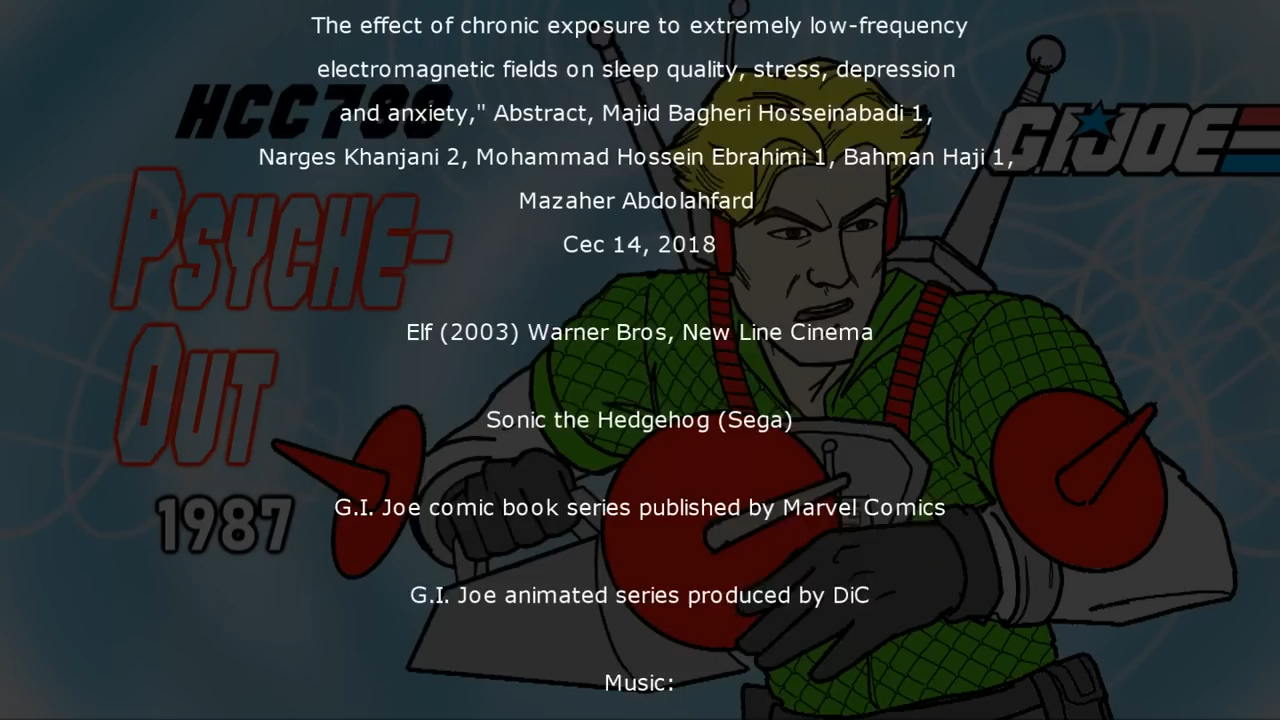 The effect of chronic exposure to extremely low-frequency
electromagnetic fields on sleep quality, stress, depression
and anxiety," Abstract, Majid Bagheri Hosseinabadi 1,
Narges Khanjani 2, Mohammad Hossein Ebrahimi 1, Bahman Haji 1,
Mazaher Abdolahfard
Cec 14, 2018
Elf (2003) Warner Bros, New Line Cinema
Sonic the Hedgehog (Sega)
G.I. Joe comic book series published by Marvel Comics
G.I. Joe animated series produced by DiC
Music:
HCC788
PSYCHE-
OUT
1987
G.I. JOE